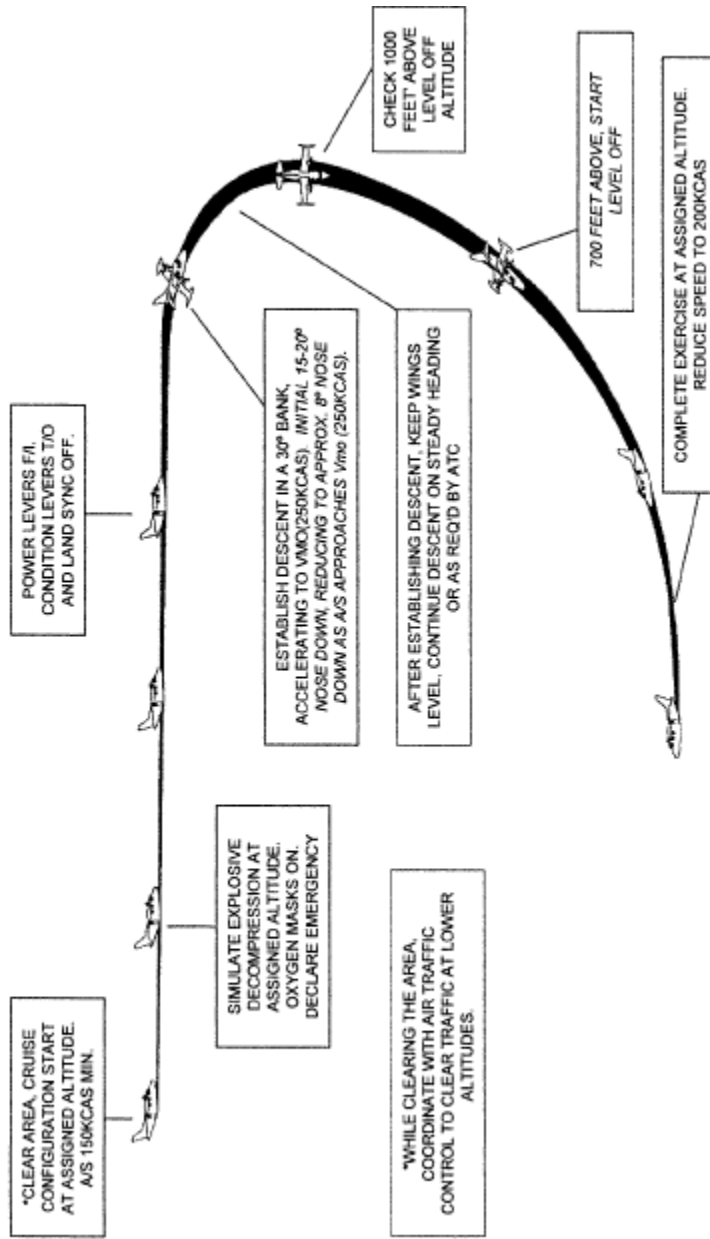 *CLEAR AREA, CRUISE
CONFIGURATION START
AT ASSIGNED ALTITUDE.
A/S 150KCAS MIN.
SIMULATE EXPLOSIVE
DECOMPRESSION AT
ASSIGNED ALTITUDE.
OXYGEN MASKS ON.
DECLARE EMERGENCY
POWER LEVERS F/I.
CONDITION LEVERS T/O
AND LAND SYNC OFF.
ESTABLISH DESCENT IN A 30º BANK,
ACCELERATING TO VMO(250KCAS). INITIAL 15-20º
NOSE DOWN, REDUCING TO APPROX. 8º NOSE
DOWN AS A/S APPROACHES Vmo (250KCAS).
AFTER ESTABLISHING DESCENT, KEEP WINGS
LEVEL, CONTINUE DESCENT ON STEADY HEADING
OR AS REQ'D BY ATC
CHECK 1000
FEET' ABOVE
LEVEL OFF
ALTITUDE
700 FEET ABOVE, START
LEVEL OFF
COMPLETE EXERCISE AT ASSIGNED ALTITUDE.
REDUCE SPEED TO 200KCAS
*WHILE CLEARING THE AREA,
COORDINATE WITH AIR TRAFFIC
CONTROL TO CLEAR TRAFFIC AT LOWER
ALTITUDES.